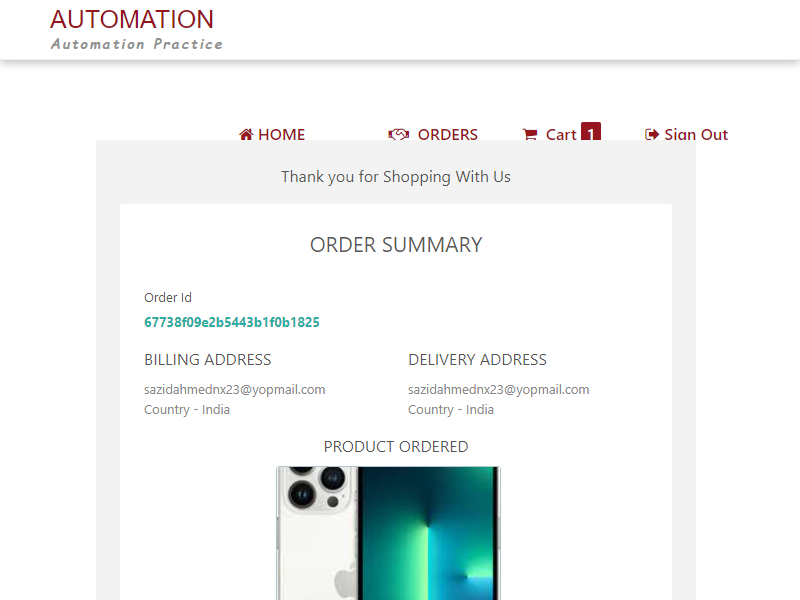 AUTOMATION
Automation Practice
HOME
ORDERS
Cart 1
Sign Out
Thank you for Shopping With Us
ORDER SUMMARY
Order Id
67738f09e2b5443b1f0b1825
BILLING ADDRESS
DELIVERY ADDRESS
sazidahmednx23@yopmail.com
sazidahmednx23@yopmail.com
Country - India
Country - India
PRODUCT ORDERED